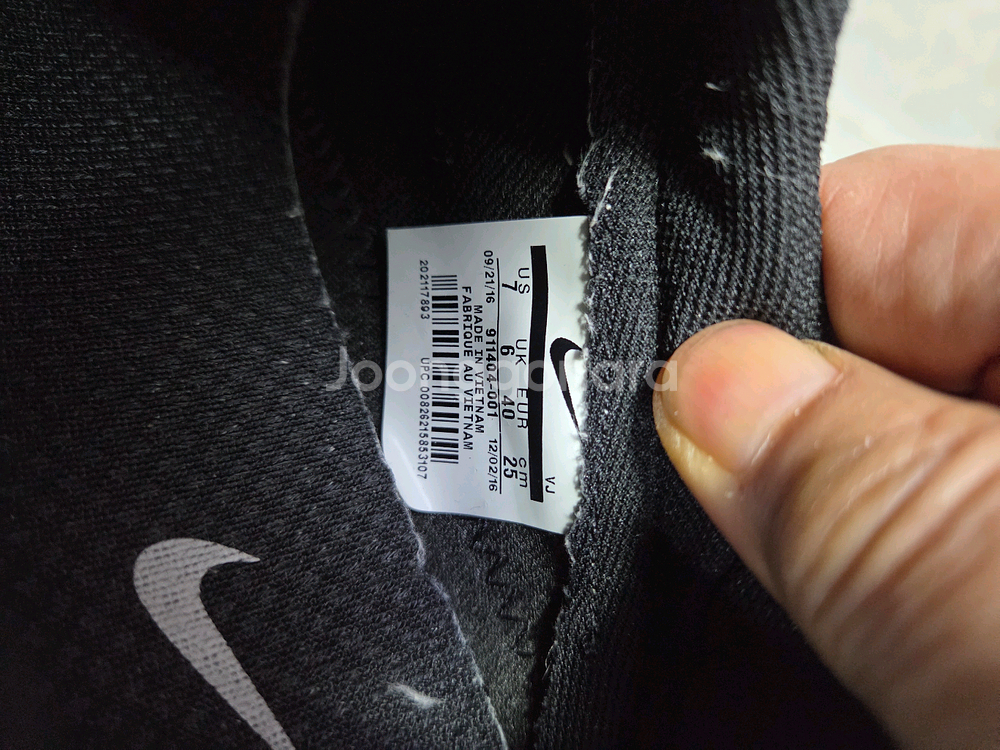 VJ
US UK EUR cm
7 6 40 25
09/21/16 911404-001 12/02/16
MADE IN VIETNAM
FABRIQUE AU VIETNAM
202117893 UPC 00826215853107